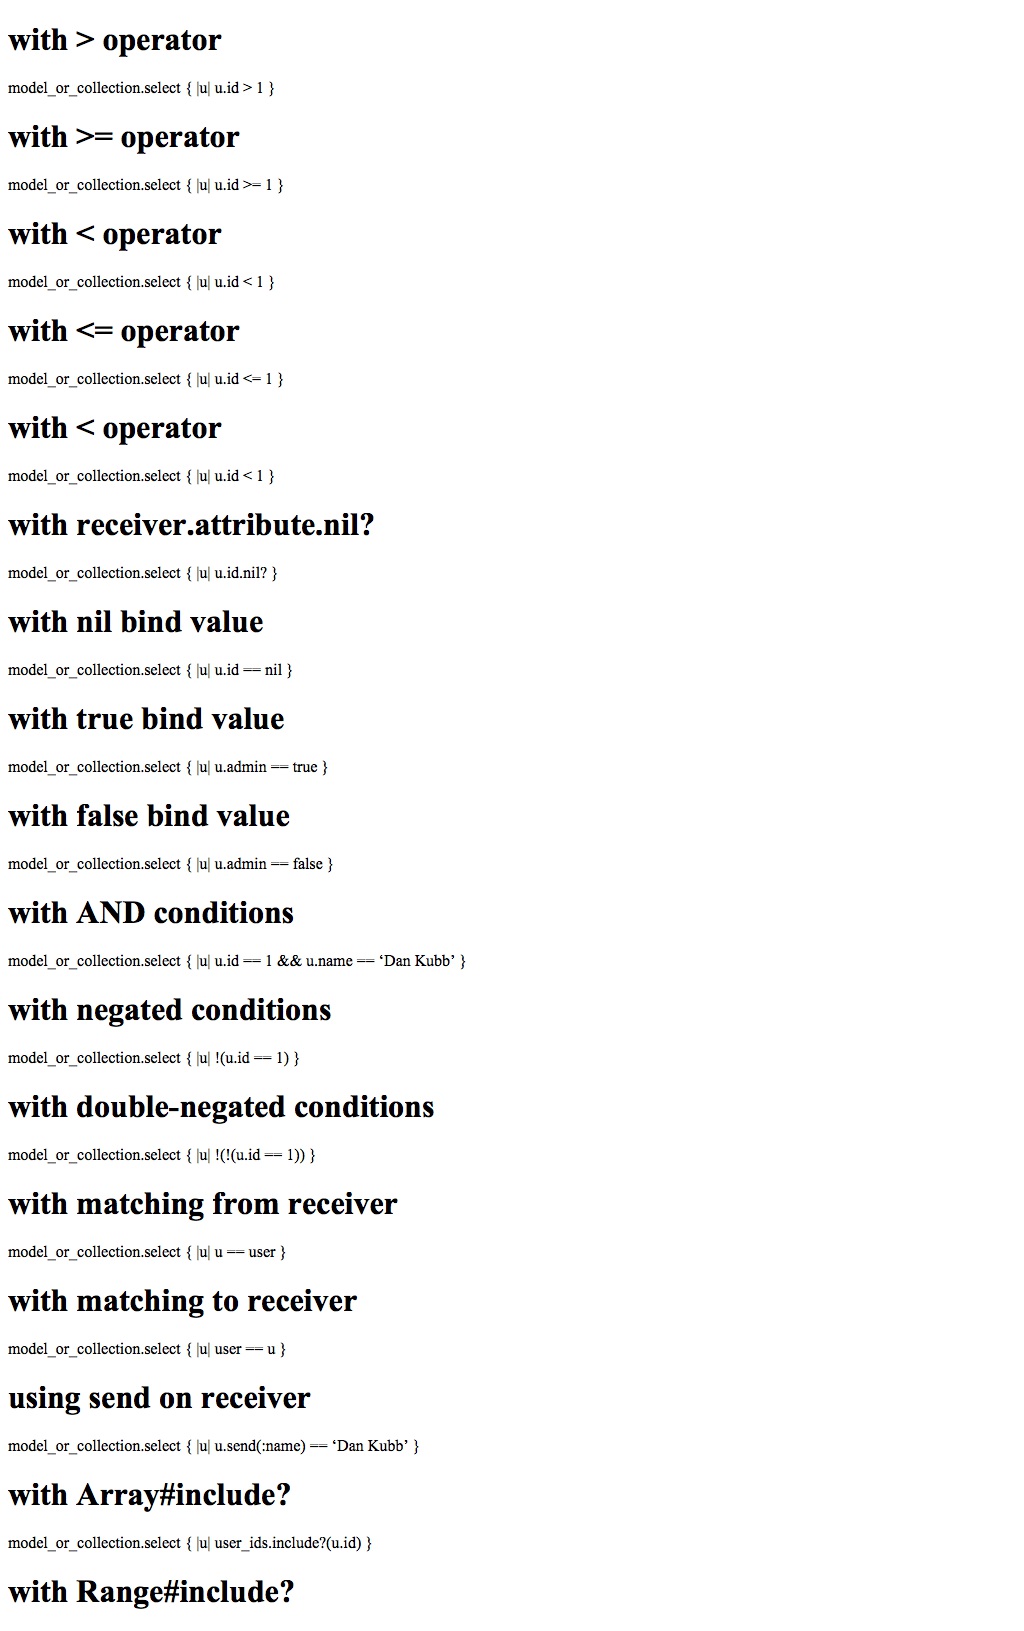 with > operator
model_or_collection.select { |u| u.id > 1 }
with >= operator
model_or_collection.select { |u| u.id >= 1 }
with < operator
model_or_collection.select { |u| u.id < 1 }
with <= operator
model_or_collection.select { |u| u.id <= 1 }
with < operator
model_or_collection.select { |u| u.id < 1 }
with receiver.attribute.nil?
model_or_collection.select { |u| u.id.nil? }
with nil bind value
model_or_collection.select { |u| u.id == nil }
with true bind value
model_or_collection.select { |u| u.admin == true }
with false bind value
model_or_collection.select { |u| u.admin == false }
with AND conditions
model_or_collection.select { |u| u.id == 1 && u.name == ‘Dan Kubb’ }
with negated conditions
model_or_collection.select { |u| !(u.id == 1) }
with double-negated conditions
model_or_collection.select { |u| !(!(u.id == 1)) }
with matching from receiver
model_or_collection.select { |u| u == user }
with matching to receiver
model_or_collection.select { |u| user == u }
using send on receiver
model_or_collection.select { |u| u.send(:name) == ‘Dan Kubb’ }
with Array#include?
model_or_collection.select { |u| user_ids.include?(u.id) }
with Range#include?